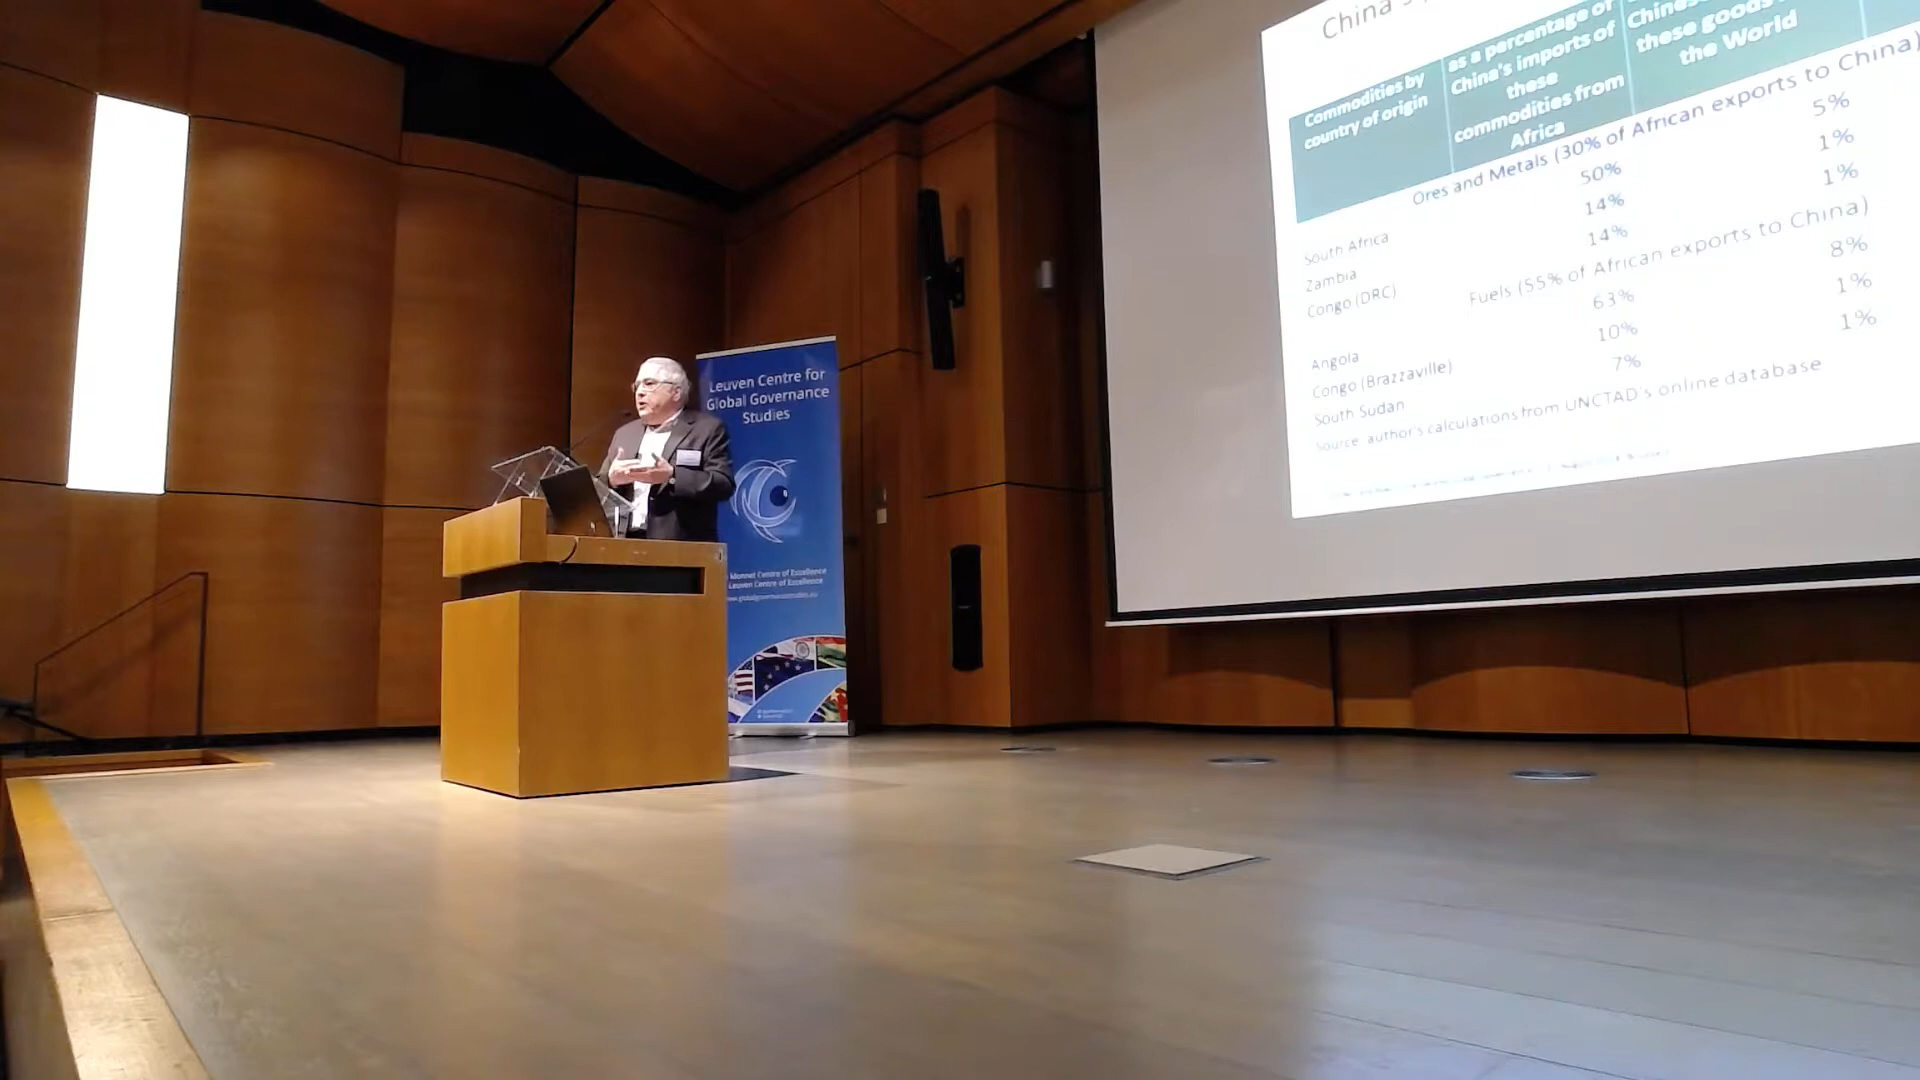 China's
Commodities by
country of origin
as a percentage of
China's imports of
these
commodities from
Africa
these goods
the World
Ores and Metals (30% of African exports to China)
South Africa 50% 5%
Zambia 14% 1%
Congo (DRC) 14% 1%
Fuels (55% of African exports to China)
Angola 63% 8%
Congo (Brazzaville) 10% 1%
South Sudan 7% 1%
Source: author's calculations from UNCTAD's online database
Leuven Centre for
Global Governance
Studies
Monnet Centre of Excellence
Leuven Centre of Excellence